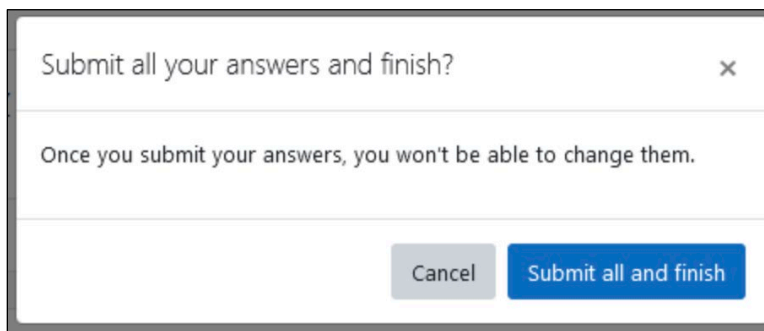 Submit all your answers and finish?
×
Once you submit your answers, you won't be able to change them.
Cancel
Submit all and finish